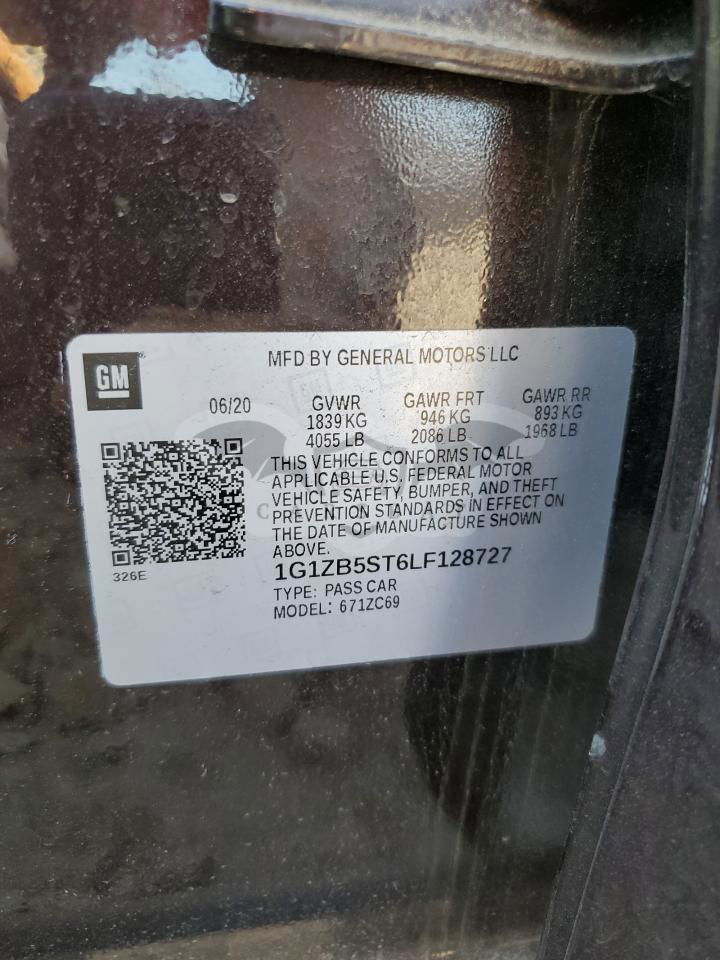 GM
MFD BY GENERAL MOTORS LLC
06/20
GVWR
1839 KG
4055 LB
GAWR FRT
946 KG
2086 LB
GAWR RR
893 KG
1968 LB
THIS VEHICLE CONFORMS TO ALL
APPLICABLE U.S. FEDERAL MOTOR
VEHICLE SAFETY, BUMPER, AND THEFT
PREVENTION STANDARDS IN EFFECT ON
THE DATE OF MANUFACTURE SHOWN
ABOVE.
326E
1G1ZB5ST6LF128727
TYPE: PASS CAR
MODEL: 671ZC69